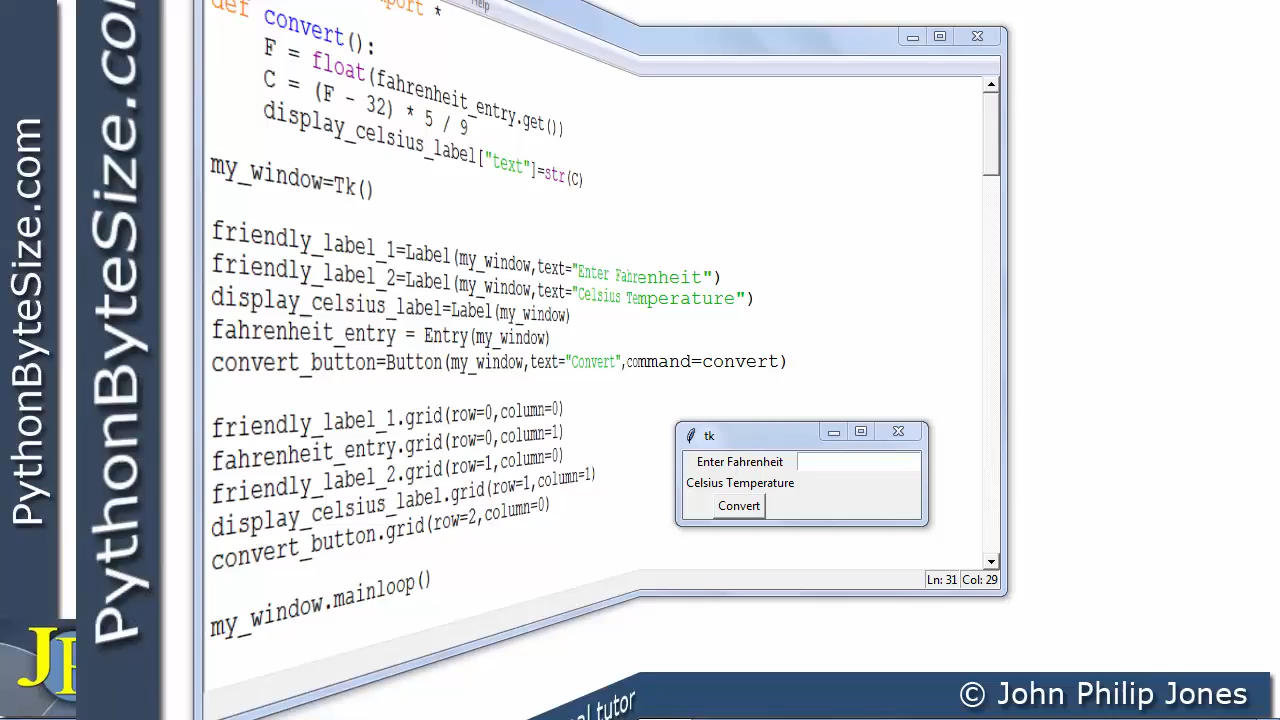 PythonByteSize.com
PythonByteSize.com
Help
import *
def convert():
F = float(fahrenheit_entry.get())
C = (F - 32) * 5 / 9
display_celsius_label["text"]=str(C)
my_window=Tk()
friendly_label_1=Label(my_window,text="Enter Fahrenheit")
friendly_label_2=Label(my_window,text="Celsius Temperature")
display_celsius_label=Label(my_window)
fahrenheit_entry = Entry(my_window)
convert_button=Button(my_window,text="Convert",command=convert)
friendly_label_1.grid(row=0,column=0)
fahrenheit_entry.grid(row=0,column=1)
friendly_label_2.grid(row=1,column=0)
display_celsius_label.grid(row=1,column=1)
convert_button.grid(row=2,column=0)
my_window.mainloop()
tk
Enter Fahrenheit
Celsius Temperature
Convert
Ln: 31 Col: 29
JP
tutor
© John Philip Jones